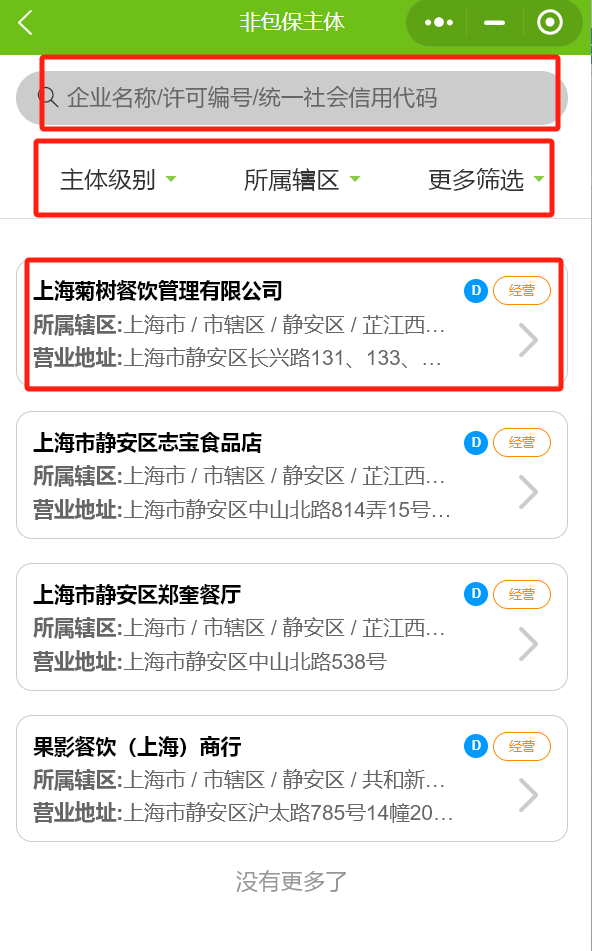 非包保主体
企业名称/许可编号/统一社会信用代码
主体级别 所属辖区 更多筛选
上海菊树餐饮管理有限公司 D 经营
所属辖区:上海市 / 市辖区 / 静安区 / 芷江西...
营业地址:上海市静安区长兴路131、133、...
上海市静安区志宝食品店 D 经营
所属辖区:上海市 / 市辖区 / 静安区 / 芷江西...
营业地址:上海市静安区中山北路814弄15号...
上海市静安区郑奎餐厅 D 经营
所属辖区:上海市 / 市辖区 / 静安区 / 芷江西...
营业地址:上海市静安区中山北路538号
果影餐饮（上海）商行 D 经营
所属辖区:上海市 / 市辖区 / 静安区 / 共和新...
营业地址:上海市静安区沪太路785号14幢20...
没有更多了